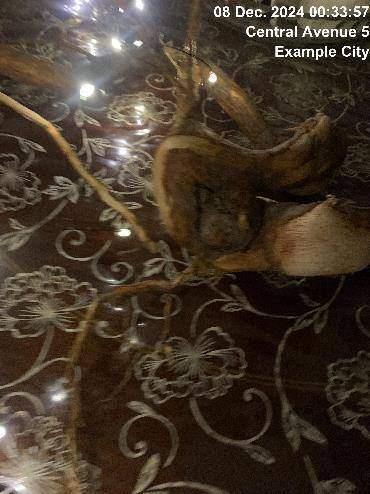 08 Dec. 2024 00:33:57
Central Avenue 5
Example City